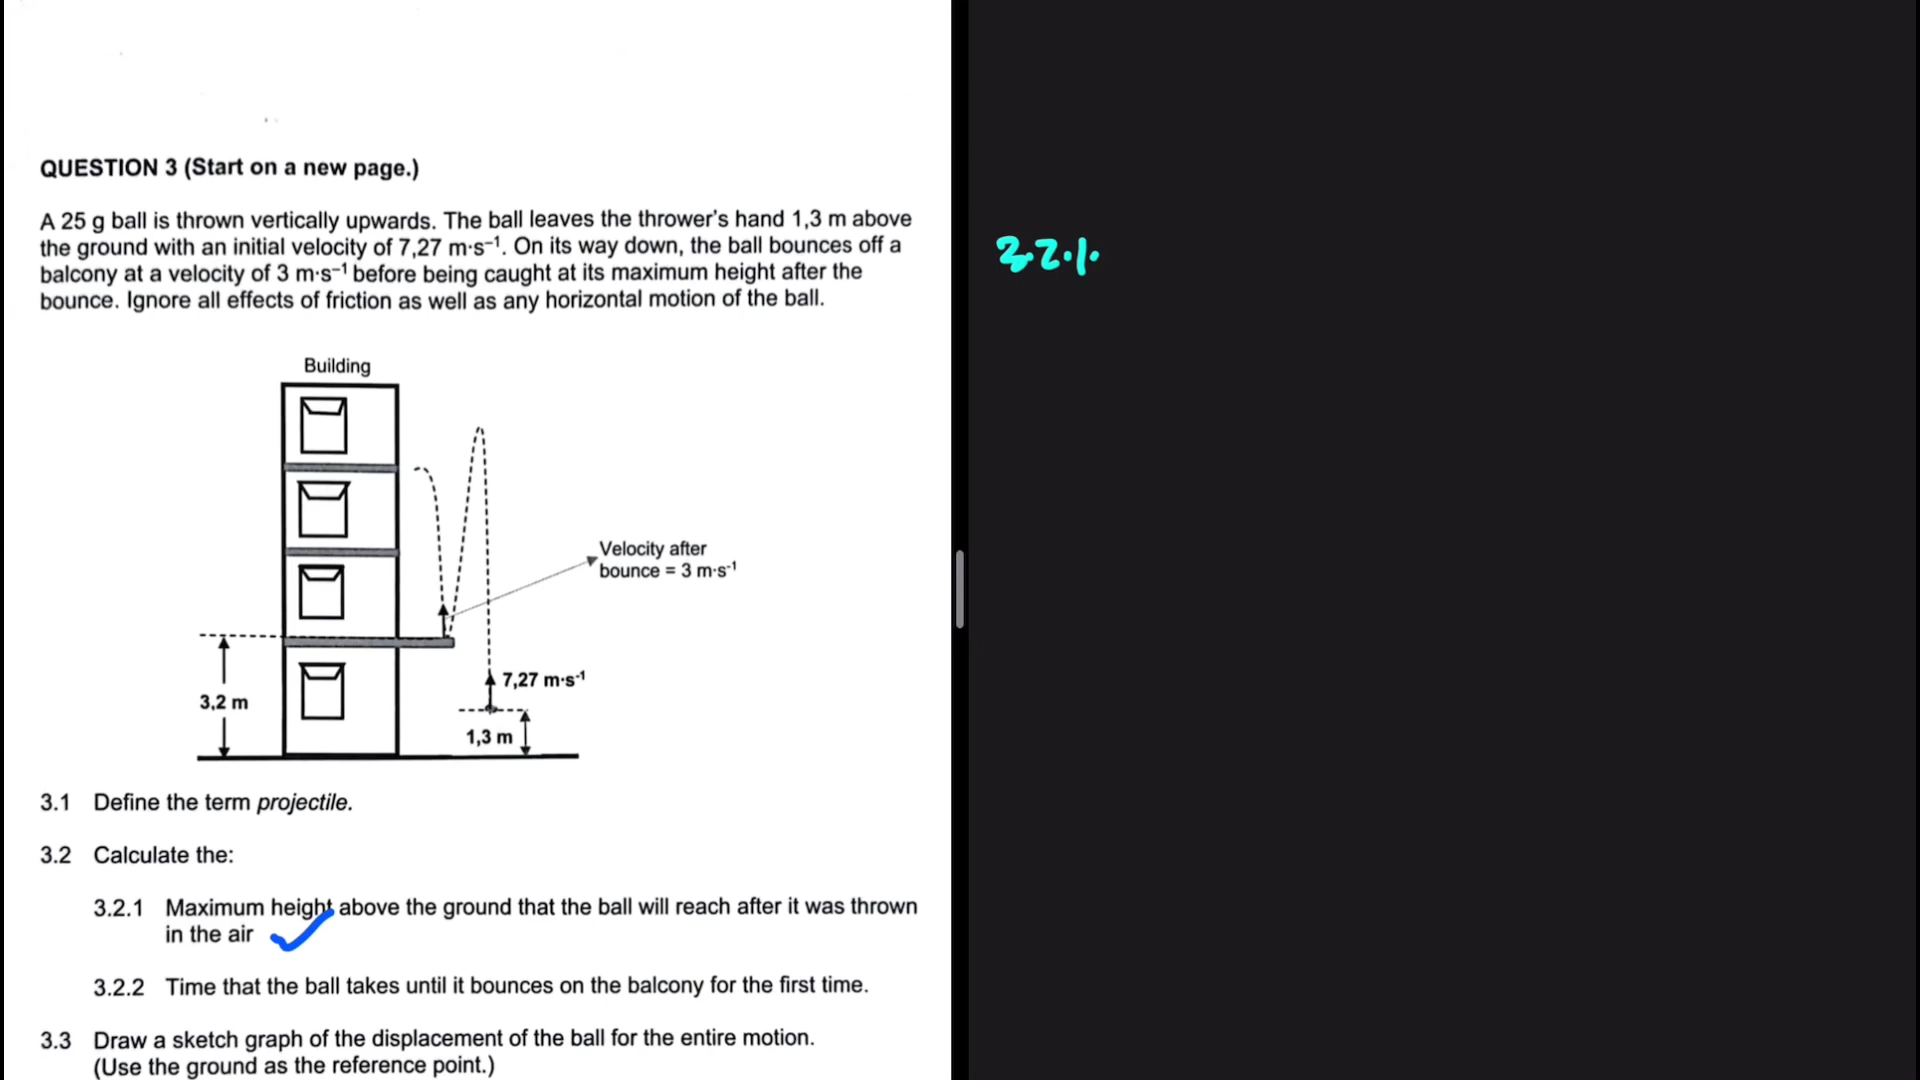 QUESTION 3 (Start on a new page.)
A 25 g ball is thrown vertically upwards. The ball leaves the thrower's hand 1,3 m above
the ground with an initial velocity of 7,27 m·s⁻¹. On its way down, the ball bounces off a
balcony at a velocity of 3 m·s⁻¹ before being caught at its maximum height after the
bounce. Ignore all effects of friction as well as any horizontal motion of the ball.
Building
Velocity after
bounce = 3 m·s⁻¹
7,27 m·s⁻¹
3,2 m
1,3 m
3.1 Define the term projectile.
3.2 Calculate the:
3.2.1 Maximum height above the ground that the ball will reach after it was thrown
in the air
3.2.2 Time that the ball takes until it bounces on the balcony for the first time.
3.3 Draw a sketch graph of the displacement of the ball for the entire motion.
(Use the ground as the reference point.)
3.2.1.